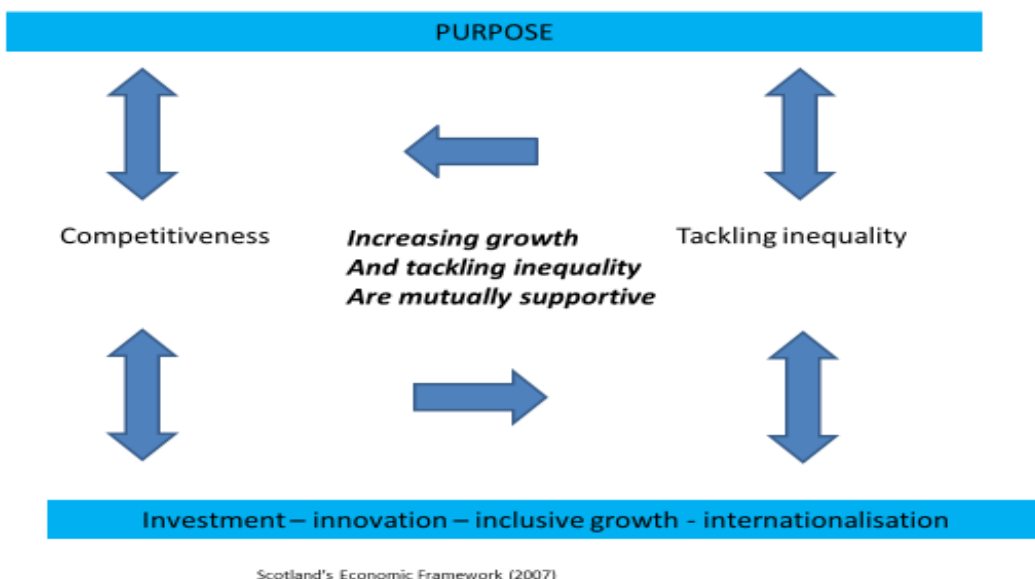 PURPOSE
Competitiveness
Increasing growth
And tackling inequality
Are mutually supportive
Tackling inequality
Investment – innovation – inclusive growth - internationalisation
Scotland's Economic Framework (2007)